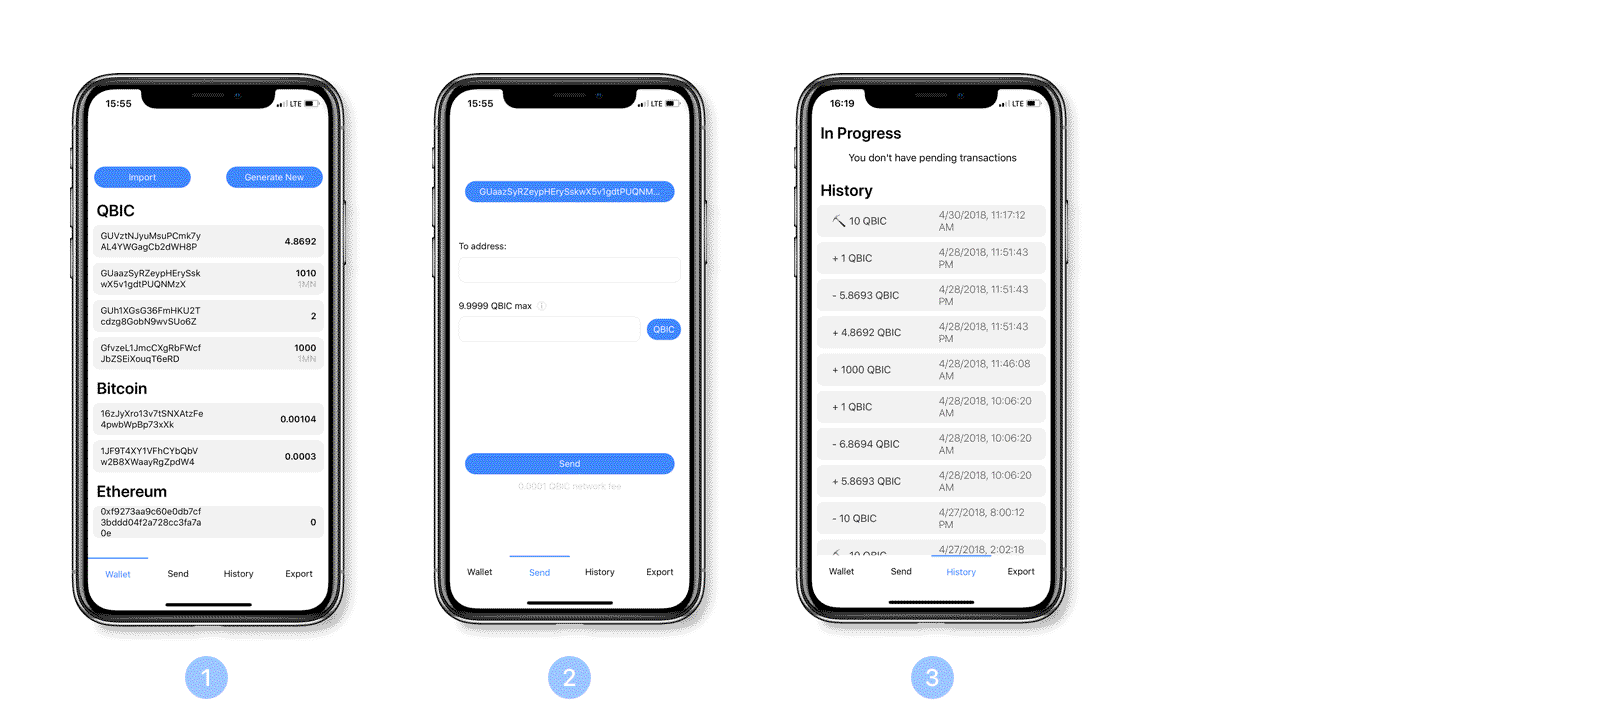 15:55
LTE
Import
Generate New
QBIC
GUVztNJyuMsuPCmk7y
AL4YWGagCb2dWH8P
4.8692
GUaazSyRZeypHErySsk
wX5v1gdtPUQNMzX
1010
1MN
GUh1XGsG36FmHKU2T
cdzg8GobN9wvSUo6Z
2
GfvzeL1JmcCXgRbFWcf
JbZSEiXouqT6eRD
1000
1MN
Bitcoin
16zJyXro13v7tSNXAtzFe
4pwbWpBp73xXk
0.00104
1JF9T4XY1VFhCYbQbV
w2B8XWaayRgZpdW4
0.0003
Ethereum
0xf9273aa9c60e0db7cf
3bddd04f2a728cc3fa7a
0e
0
Wallet
Send
History
Export
1
15:55
LTE
GUaazSyRZeypHErySskwX5v1gdtPUQNM...
To address:
9.9999 QBIC max
QBIC
Send
0.0001 QBIC network fee
Wallet
Send
History
Export
2
16:19
LTE
In Progress
You don't have pending transactions
History
10 QBIC
4/30/2018, 11:17:12
AM
+ 1 QBIC
4/28/2018, 11:51:43
PM
- 5.8693 QBIC
4/28/2018, 11:51:43
PM
+ 4.8692 QBIC
4/28/2018, 11:51:43
PM
+ 1000 QBIC
4/28/2018, 11:46:08
AM
+ 1 QBIC
4/28/2018, 10:06:20
AM
- 6.8694 QBIC
4/28/2018, 10:06:20
AM
+ 5.8693 QBIC
4/28/2018, 10:06:20
AM
- 10 QBIC
4/27/2018, 8:00:12
PM
10 QBIC
4/27/2018, 2:02:18
Wallet
Send
History
Export
3